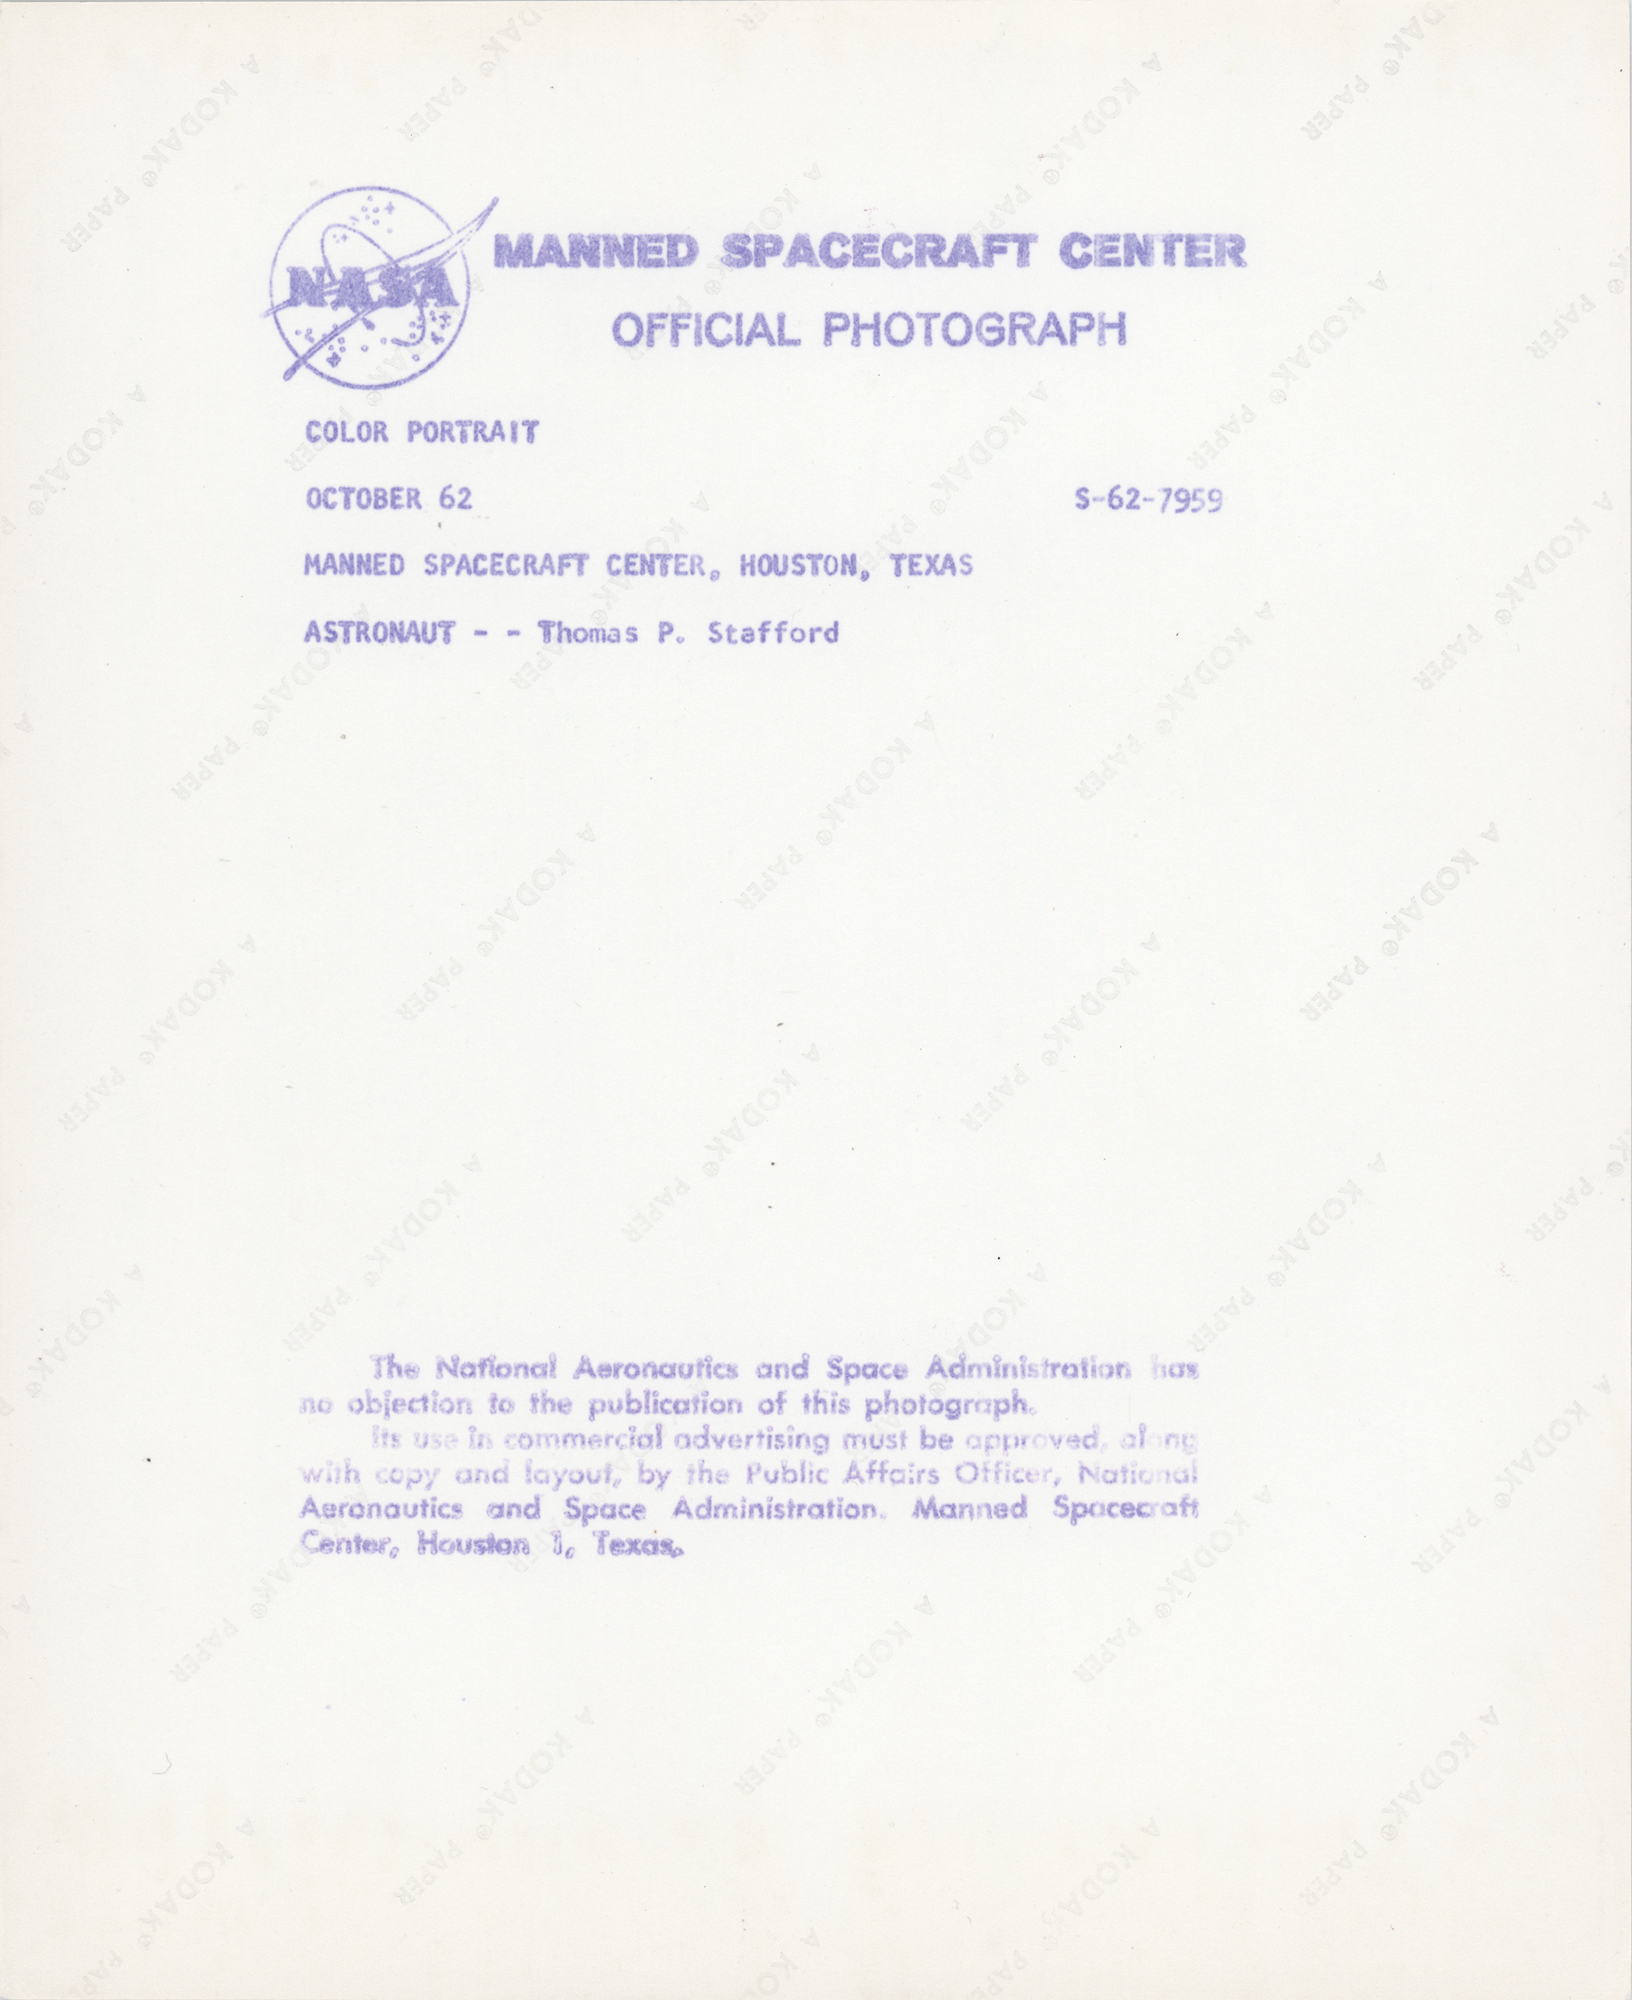 NASA
MANNED SPACECRAFT CENTER
OFFICIAL PHOTOGRAPH
COLOR PORTRAIT
OCTOBER 62 S-62-7959
MANNED SPACECRAFT CENTER, HOUSTON, TEXAS
ASTRONAUT - - Thomas P. Stafford
The National Aeronautics and Space Administration has
no objection to the publication of this photograph.
Its use in commercial advertising must be approved, along
with copy and layout, by the Public Affairs Officer, National
Aeronautics and Space Administration. Manned Spacecraft
Center, Houston 1, Texas.
A KODAK® PAPER